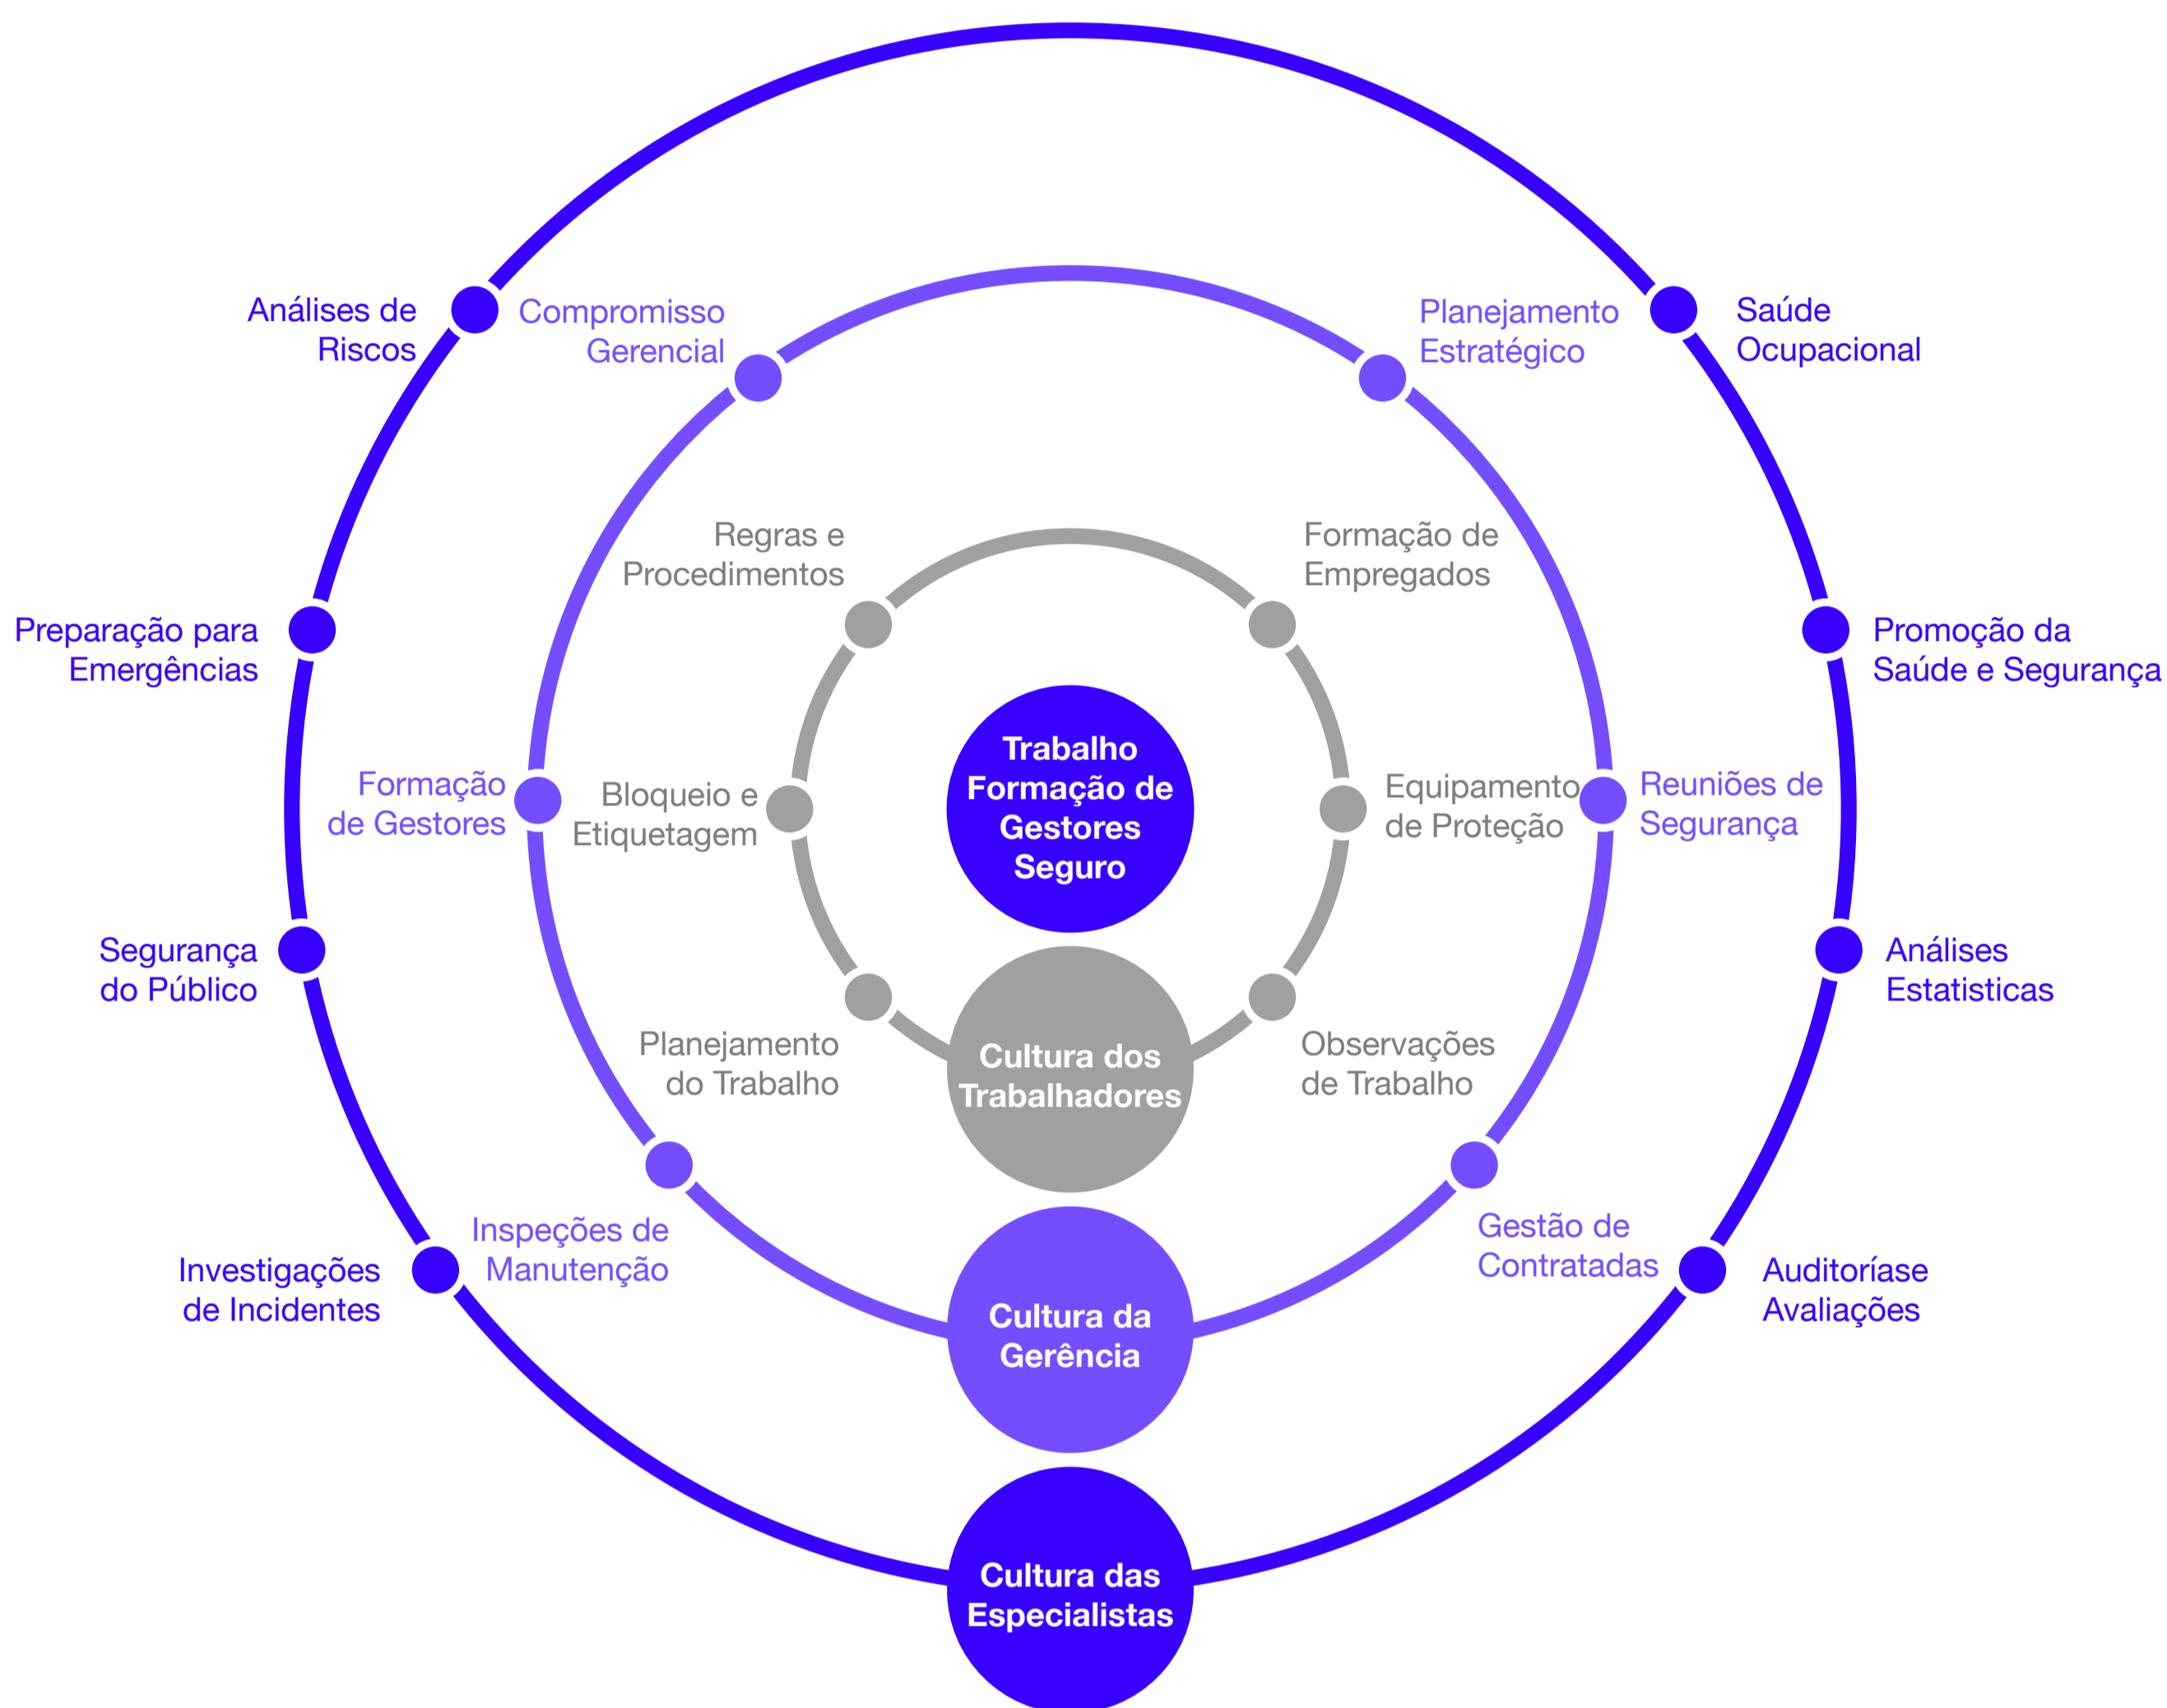 Análises de
Riscos
Compromisso
Gerencial
Planejamento
Estratégico
Saúde
Ocupacional
Regras e
Procedimentos
Formação de
Empregados
Preparação para
Emergências
Promoção da
Saúde e Segurança
Formação
de Gestores
Bloqueio e
Etiquetagem
Trabalho
Formação de
Gestores
Seguro
Equipamento
de Proteção
Reuniões de
Segurança
Segurança
do Público
Análises
Estatisticas
Planejamento
do Trabalho
Cultura dos
Trabalhadores
Observações
de Trabalho
Inspeções de
Manutenção
Gestão de
Contratadas
Investigações
de Incidentes
Auditoríase
Avaliações
Cultura da
Gerência
Cultura das
Especialistas